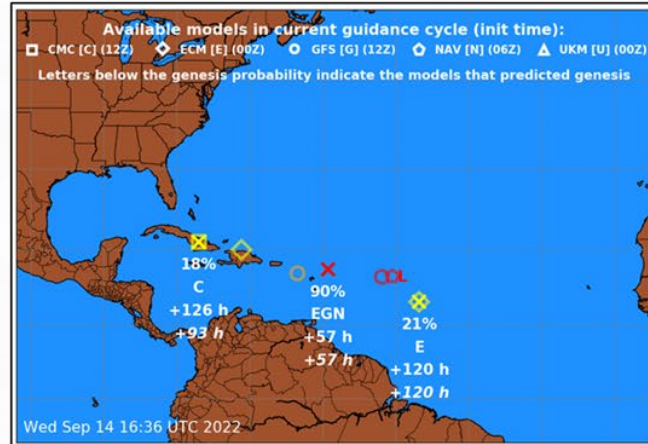 Available models in current guidance cycle (init time):
CMC [C] (12Z) ECM [E] (00Z) GFS [G] (12Z) NAV [N] (06Z) UKM [U] (00Z)
Letters below the genesis probability indicate the models that predicted genesis
L
18%
C
+126 h
+93 h
90%
EGN
+57 h
+57 h
21%
E
+120 h
+120 h
Wed Sep 14 16:36 UTC 2022